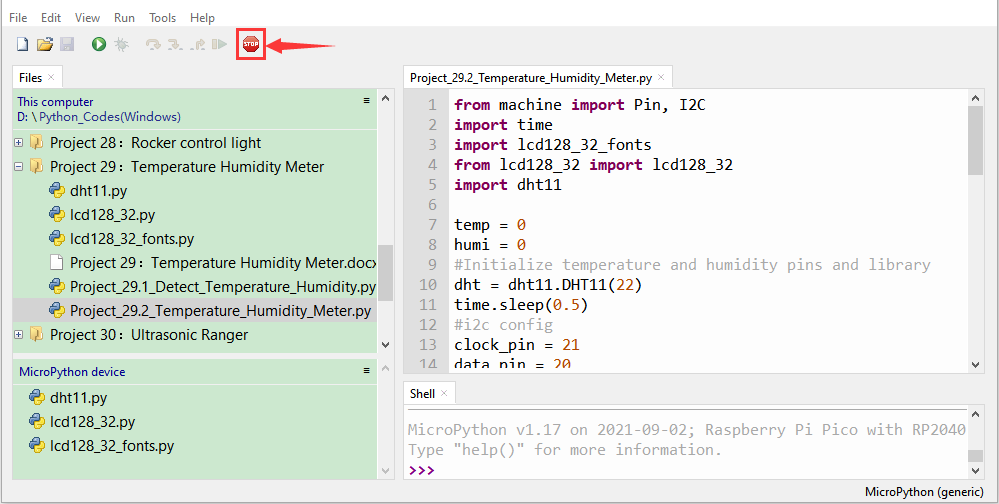 File Edit View Run Tools Help
STOP
Files ×
This computer
D: \ Python_Codes(Windows)
Project 28：Rocker control light
Project 29：Temperature Humidity Meter
dht11.py
lcd128_32.py
lcd128_32_fonts.py
Project 29：Temperature Humidity Meter.docx
Project_29.1_Detect_Temperature_Humidity.py
Project_29.2_Temperature_Humidity_Meter.py
Project 30：Ultrasonic Ranger
MicroPython device
dht11.py
lcd128_32.py
lcd128_32_fonts.py
Project_29.2_Temperature_Humidity_Meter.py ×
1 from machine import Pin, I2C
2 import time
3 import lcd128_32_fonts
4 from lcd128_32 import lcd128_32
5 import dht11
6
7 temp = 0
8 humi = 0
9 #Initialize temperature and humidity pins and library
10 dht = dht11.DHT11(22)
11 time.sleep(0.5)
12 #i2c config
13 clock_pin = 21
14 data_pin = 20
Shell ×
MicroPython v1.17 on 2021-09-02; Raspberry Pi Pico with RP2040
Type "help()" for more information.
>>>
MicroPython (generic)